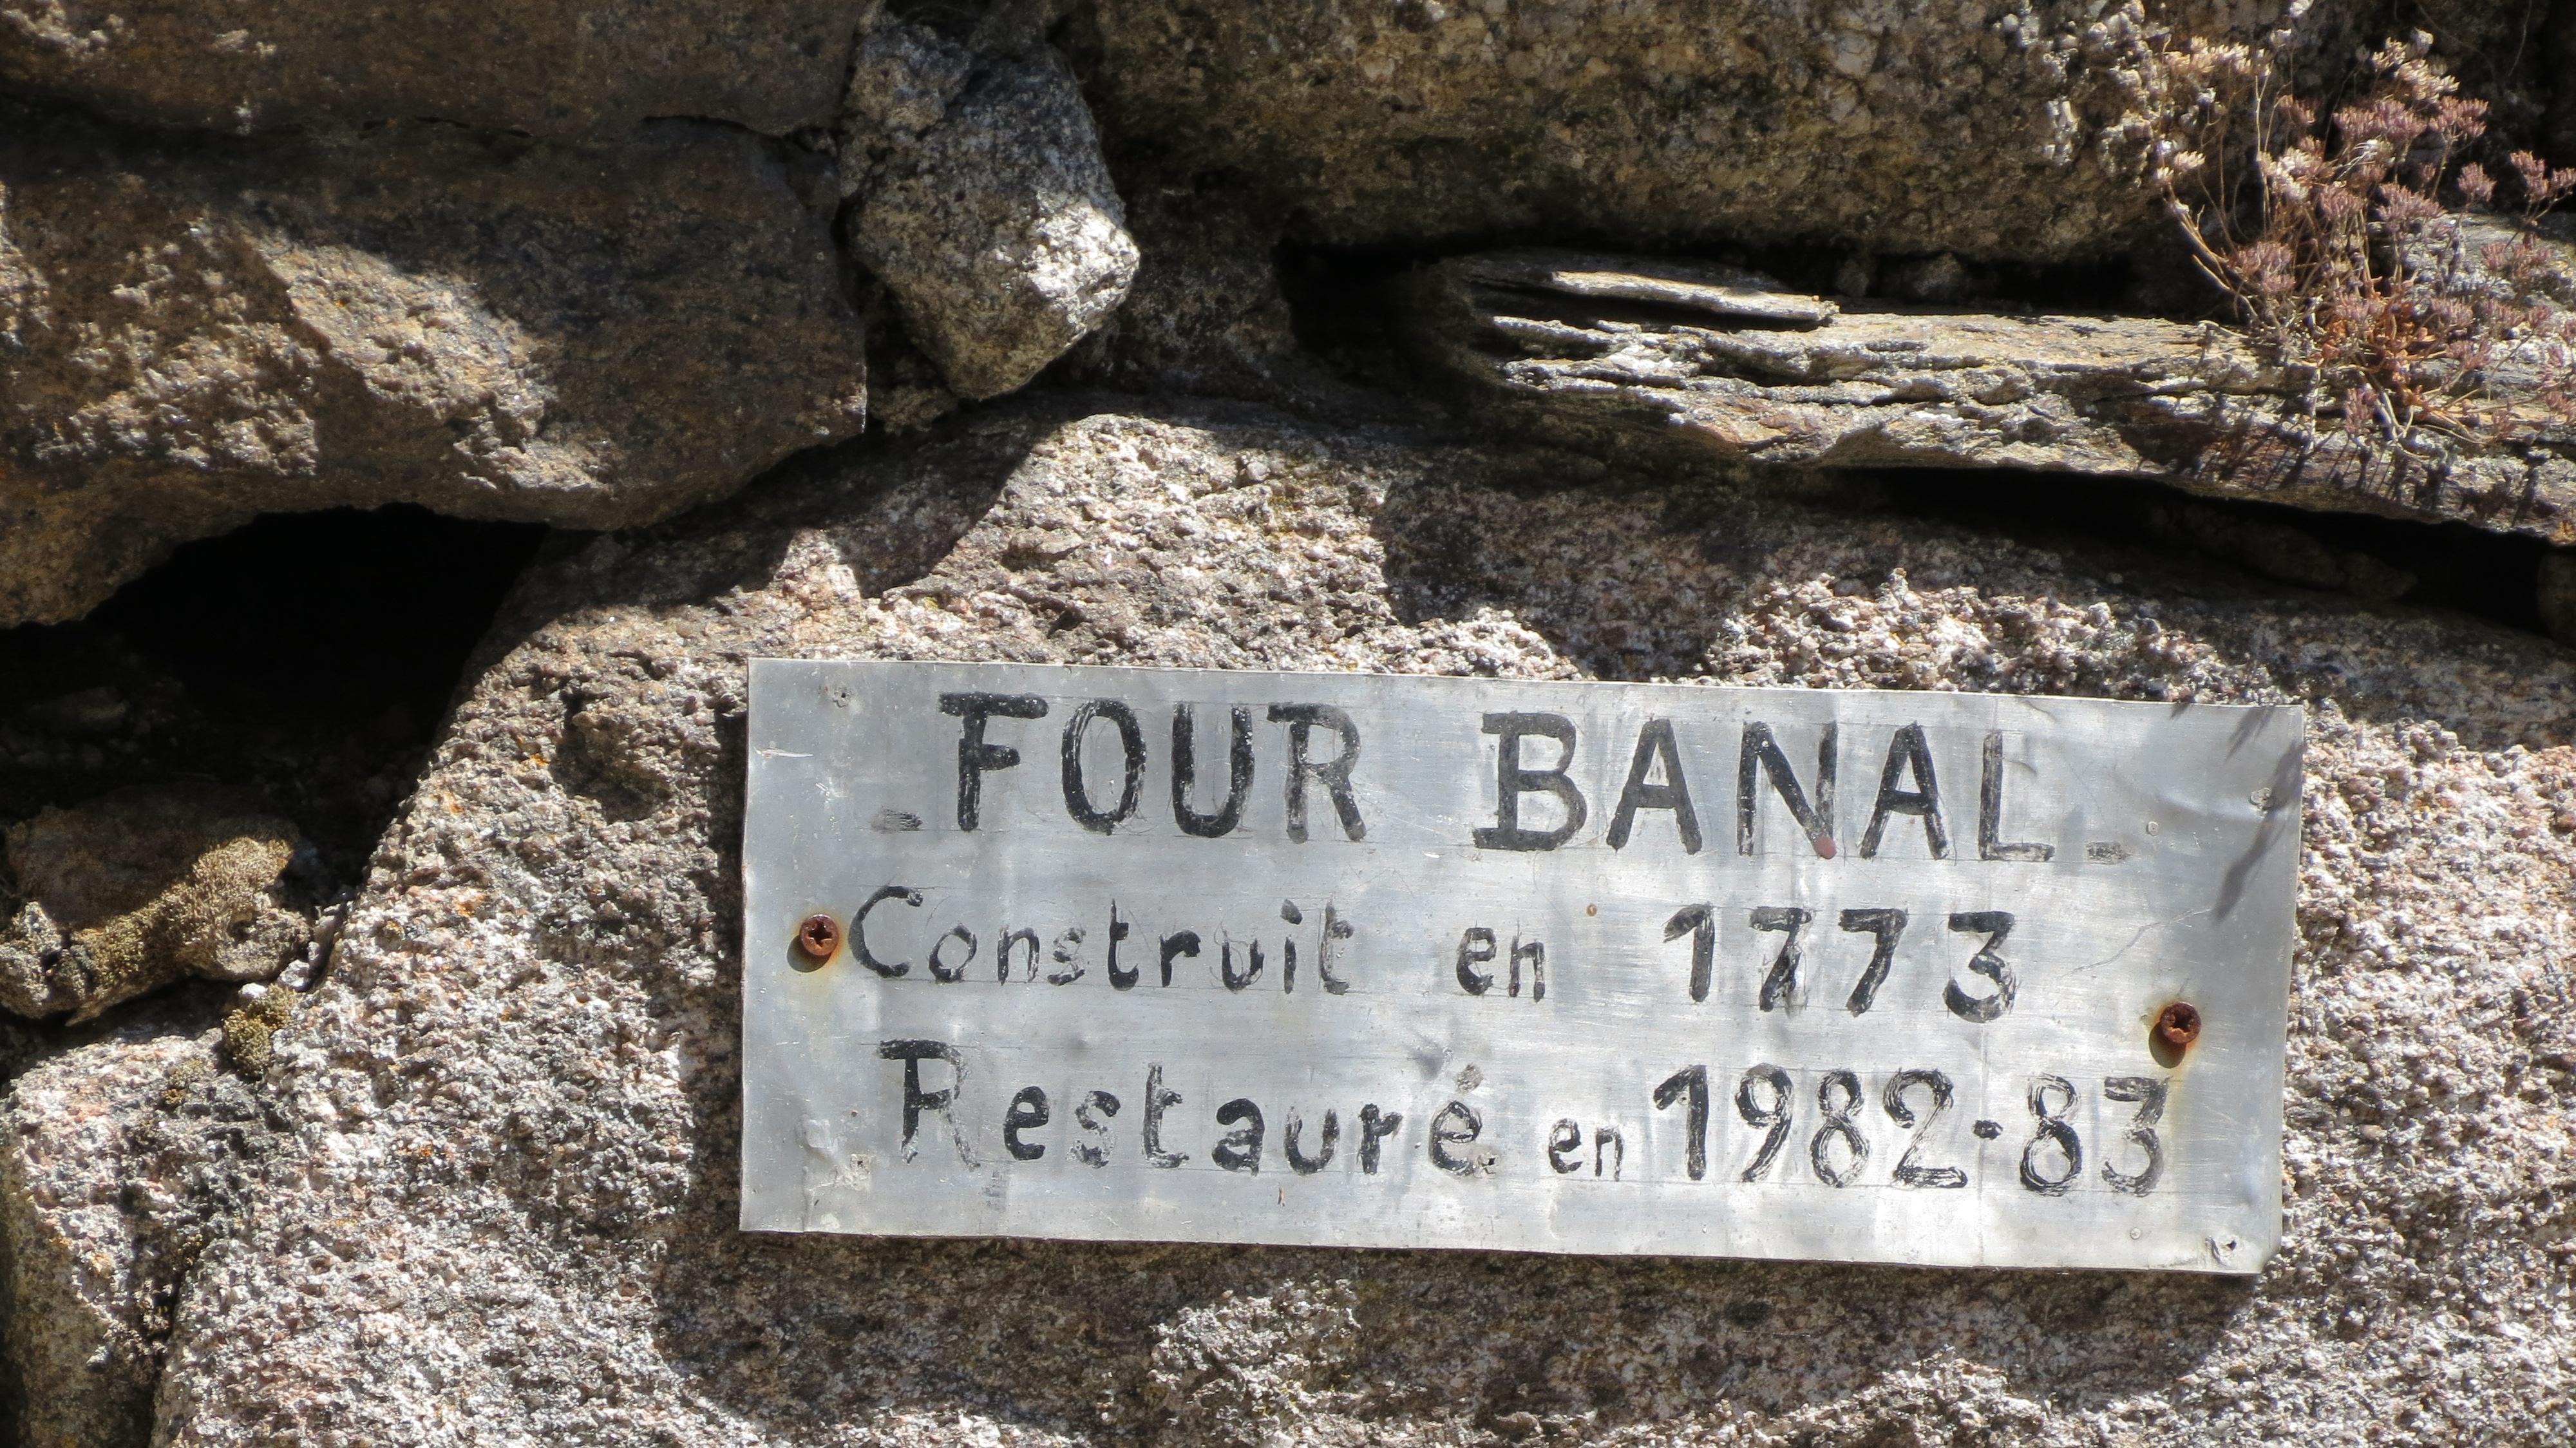 FOUR BANAL
Construit en 1773
Restauré en 1982-83